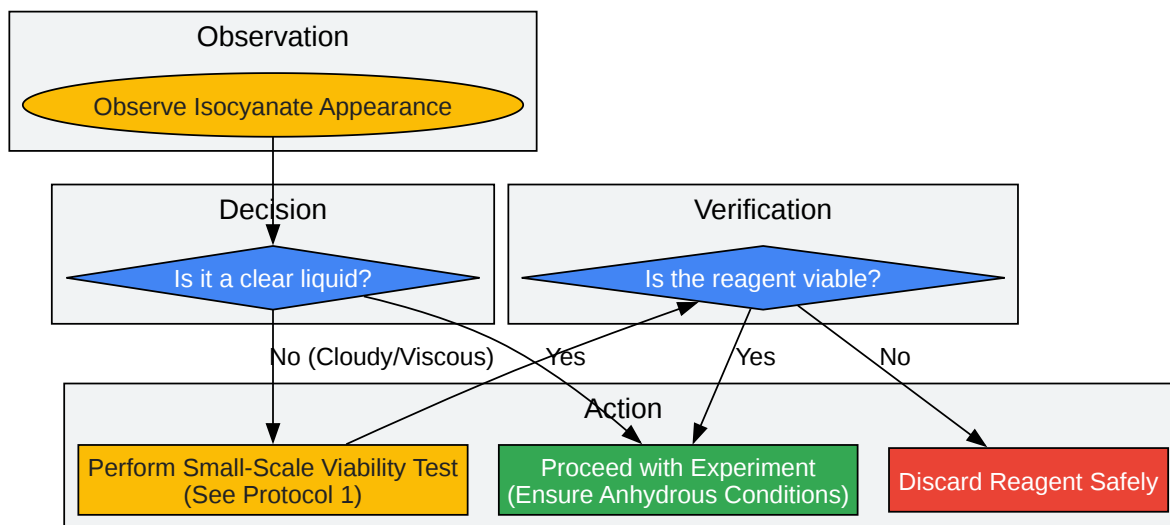 Observation
Observe Isocyanate Appearance
Decision
Verification
Is it a clear liquid?
Is the reagent viable?
No (Cloudy/Viscous)
Yes
Yes
No
Action
Perform Small-Scale Viability Test
(See Protocol 1)
Proceed with Experiment
(Ensure Anhydrous Conditions)
Discard Reagent Safely